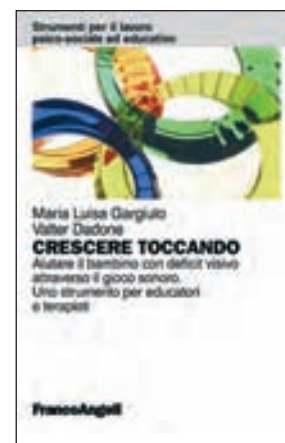 Strumenti per il lavoro
psico-sociale ed educativo
Maria Luisa Gargiulo
Valter Dadone
CRESCERE TOCCANDO
Aiutare il bambino con deficit visivo
attraverso il gioco sonoro.
Uno strumento per educatori
e terapisti
FrancoAngeli